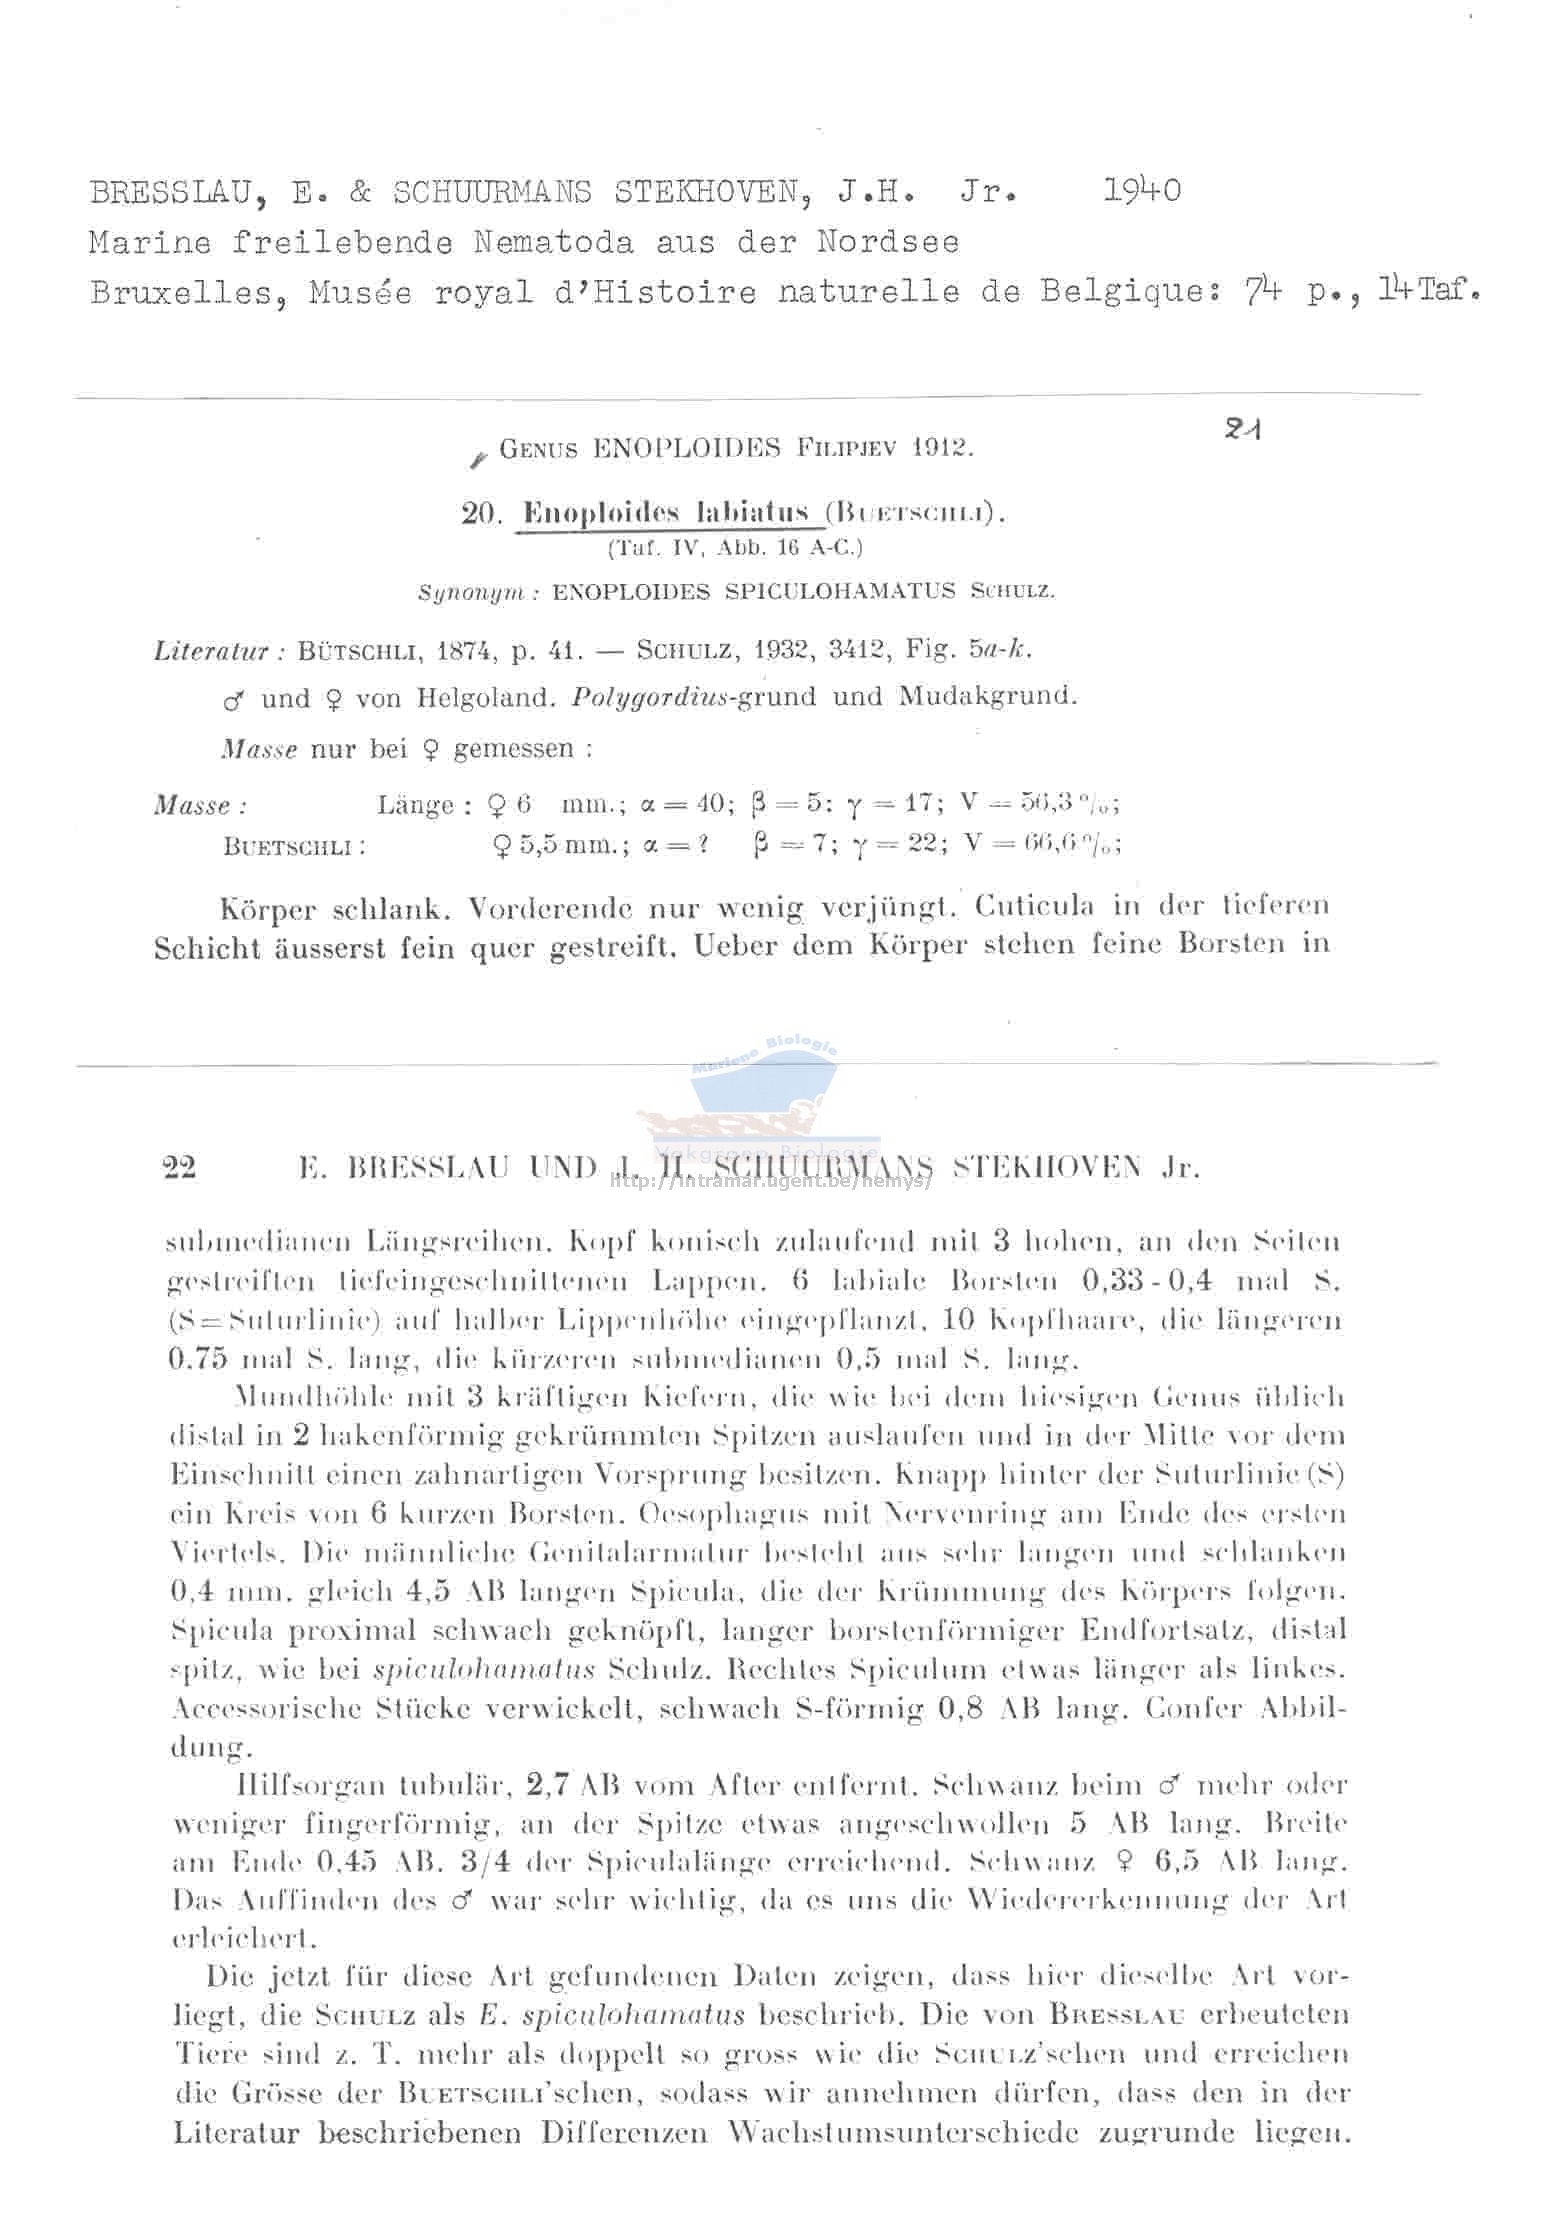 BRESSLAU, E. & SCHUURMANS STEKHOVEN, J.H. Jr. 1940
Marine freilebende Nematoda aus der Nordsee
Bruxelles, Musée royal d'Histoire naturelle de Belgique: 74 p., 14Taf.
21
GENUS ENOPLOIDES FILIPJEV 1912.
20. Enoploides labiatus (BUETSCHLI).
(Taf. IV, Abb. 16 A-C.)
Synonym : ENOPLOIDES SPICULOHAMATUS SCHULZ.
Literatur : BÜTSCHLI, 1874, p. 41. — SCHULZ, 1932, 3412, Fig. 5a-k.
♂ und ♀ von Helgoland. Polygordius-grund und Mudakgrund.
Masse nur bei ♀ gemessen :
Masse : Länge : ♀ 6 mm.; α = 40; β = 5: γ = 17; V = 56,3 %;
BUETSCHLI : ♀ 5,5 mm.; α = ? β = 7; γ = 22; V = 66,6 %;
Körper schlank. Vorderende nur wenig verjüngt. Cuticula in der tieferen
Schicht äusserst fein quer gestreift. Ueber dem Körper stehen feine Borsten in
Mariene Biologie
Vakgroep Biologie
http://intramar.ugent.be/nemys/
22 E. BRESSLAU UND J. H. SCHUURMANS STEKHOVEN Jr.
submedianen Längsreihen. Kopf konisch zulaufend mit 3 hohen, an den Seiten
gestreiften tiefeingeschnittenen Lappen. 6 labiale Borsten 0,33 - 0,4 mal S.
(S = Suturlinie) auf halber Lippenhöhe eingepflanzt, 10 Kopfhaare, die längeren
0.75 mal S. lang, die kürzeren submedianen 0,5 mal S. lang.
Mundhöhle mit 3 kräftigen Kiefern, die wie bei dem hiesigen Genus üblich
distal in 2 hakenförmig gekrümmten Spitzen auslaufen und in der Mitte vor dem
Einschnitt einen zahnartigen Vorsprung besitzen. Knapp hinter der Suturlinie (S)
ein Kreis von 6 kurzen Borsten. Oesophagus mit Nervenring am Ende des ersten
Viertels. Die männliche Genitalarmatur besteht aus sehr langen und schlanken
0,4 mm. gleich 4,5 AB langen Spicula, die der Krümmung des Körpers folgen.
Spicula proximal schwach geknöpft, langer borstenförmiger Endfortsatz, distal
spitz, wie bei spiculohamatus Schulz. Rechtes Spiculum etwas länger als linkes.
Accessorische Stücke verwickelt, schwach S-förmig 0,8 AB lang. Confer Abbil-
dung.
Hilfsorgan tubulär, 2,7 AB vom After entfernt. Schwanz beim ♂ mehr oder
weniger fingerförmig, an der Spitze etwas angeschwollen 5 AB lang. Breite
am Ende 0,45 AB. 3/4 der Spiculalänge erreichend. Schwanz ♀ 6,5 AB lang.
Das Auffinden des ♂ war sehr wichtig, da es uns die Wiedererkennung der Art
erleichert.
Die jetzt für diese Art gefundenen Daten zeigen, dass hier dieselbe Art vor-
liegt, die SCHULZ als E. spiculohamatus beschrieb. Die von BRESSLAU erbeuteten
Tiere sind z. T. mehr als doppelt so gross wie die SCHULZ'schen und erreichen
die Grösse der BUETSCHLI'schen, sodass wir annehmen dürfen, dass den in der
Literatur beschriebenen Differenzen Wachstumsunterschiede zugrunde liegen.